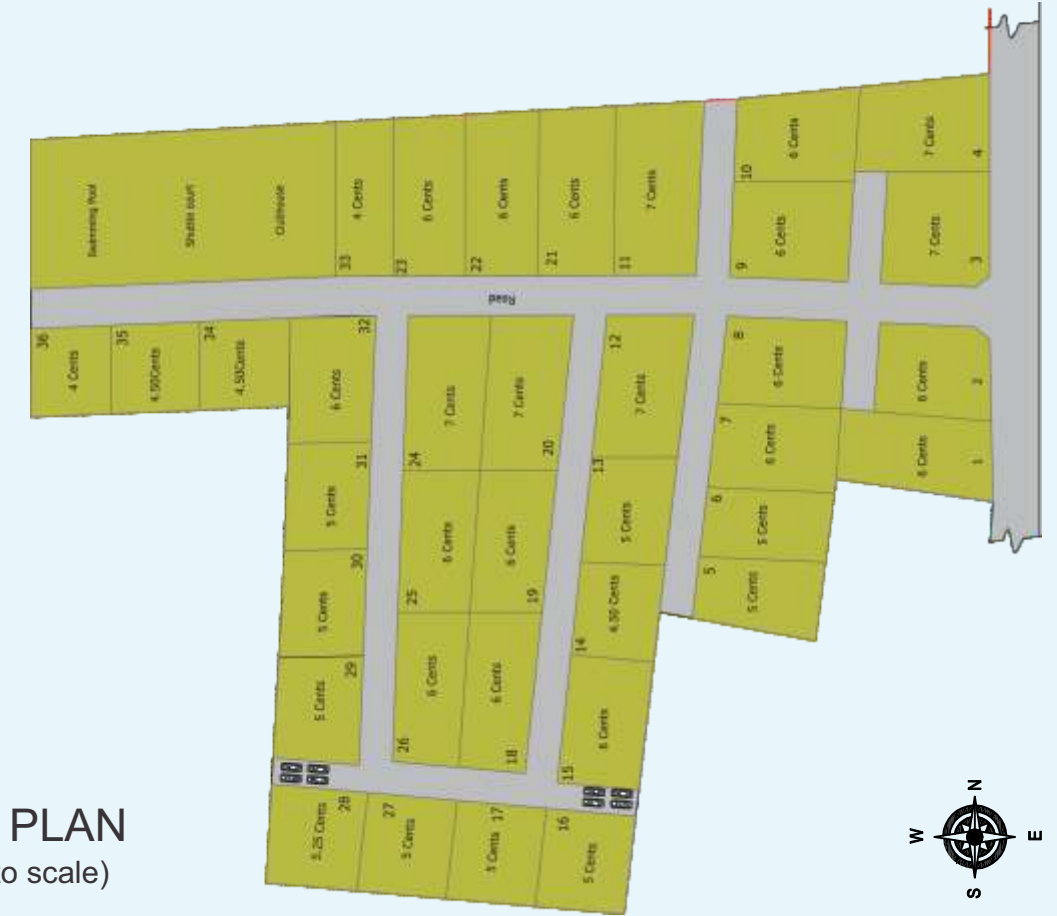 Swimming Pool
Shuttle court
Clubhouse
33
4 Cents
23
6 Cents
22
6 Cents
21
6 Cents
11
7 Cents
10
6 Cents
9
6 Cents
4
7 Cents
3
7 Cents
Road
36
4 Cents
35
4.50Cents
34
4.50Cents
32
6 Cents
31
5 Cents
30
5 Cents
29
5 Cents
24
7 Cents
20
7 Cents
25
6 Cents
19
6 Cents
26
6 Cents
18
6 Cents
12
7 Cents
13
5 Cents
14
4.50 Cents
15
6 Cents
8
6 Cents
7
6 Cents
6
5 Cents
5
5 Cents
2
6 Cents
1
6 Cents
28
5.25 Cents
27
5 Cents
17
5 Cents
16
5 Cents
PLAN
to scale)
W
N
S
E